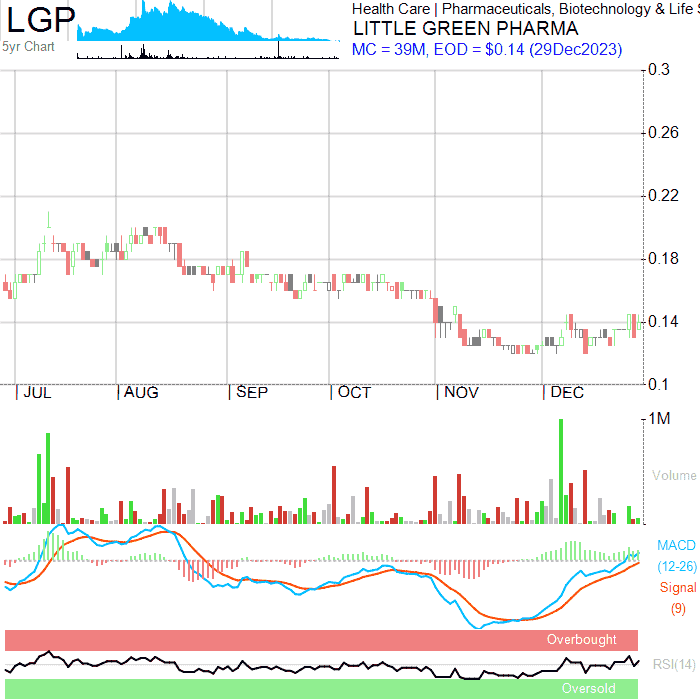 LGP
5yr Chart
Health Care | Pharmaceuticals, Biotechnology & Life S
LITTLE GREEN PHARMA
MC = 39M, EOD = $0.14 (29Dec2023)
0.3
0.26
0.22
0.18
0.14
0.1
JUL AUG SEP OCT NOV DEC
1M
Volume
MACD
(12-26)
Signal
(9)
Overbought
RSI(14)
Oversold